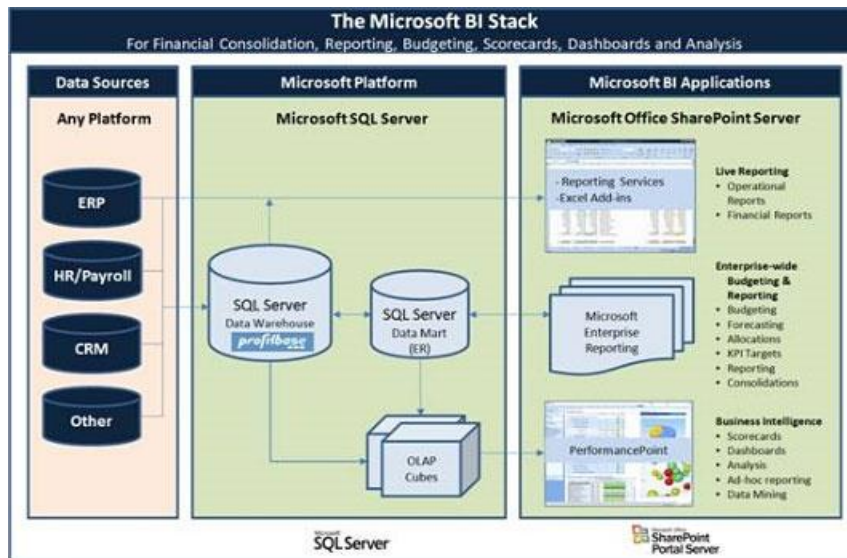 The Microsoft BI Stack
For Financial Consolidation, Reporting, Budgeting, Scorecards, Dashboards and Analysis
Data Sources
Any Platform
ERP
HR/Payroll
CRM
Other
Microsoft Platform
Microsoft SQL Server
SQL Server
Data Warehouse
profitbase
SQL Server
Data Mart
(ER)
OLAP
Cubes
Microsoft BI Applications
Microsoft Office SharePoint Server
- Reporting Services
-Excel Add-ins
Live Reporting
• Operational
Reports
• Financial Reports
Microsoft
Enterprise
Reporting
Enterprise-wide
Budgeting &
Reporting
• Budgeting
• Forecasting
• Allocations
• KPI Targets
• Reporting
• Consolidations
PerformancePoint
Business Intelligence
• Scorecards
• Dashboards
• Analysis
• Ad-hoc reporting
• Data Mining
Microsoft
SQL Server
Microsoft Office
SharePoint
Portal Server